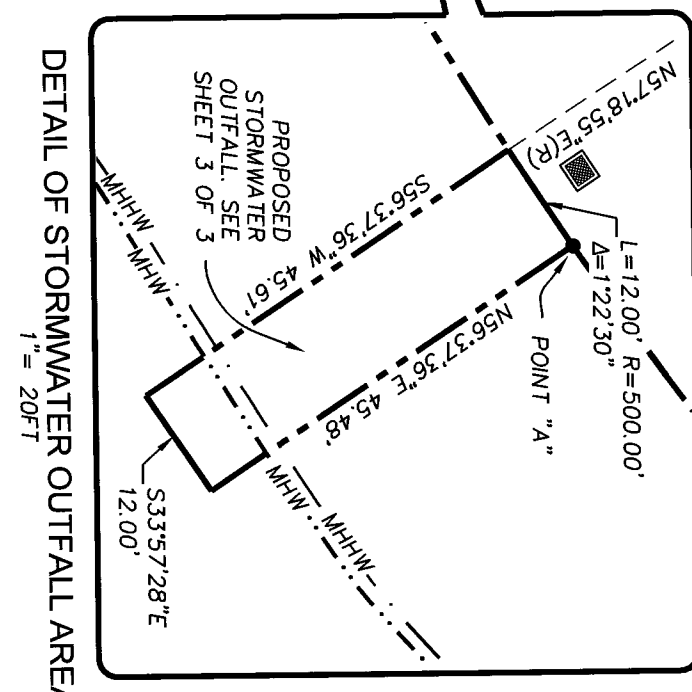 N57°18'55"E(R)
L=12.00' R=500.00'
Δ=1°22'30"
POINT "A"
PROPOSED
STORMWATER
OUTFALL. SEE
SHEET 3 OF 3
S56°37'36"W 45.61'
N56°37'36"E 45.48'
MHHW
MHW
MHW
MHHW
S33°57'28"E
12.00'
DETAIL OF STORMWATER OUTFALL AREA
1"= 20FT